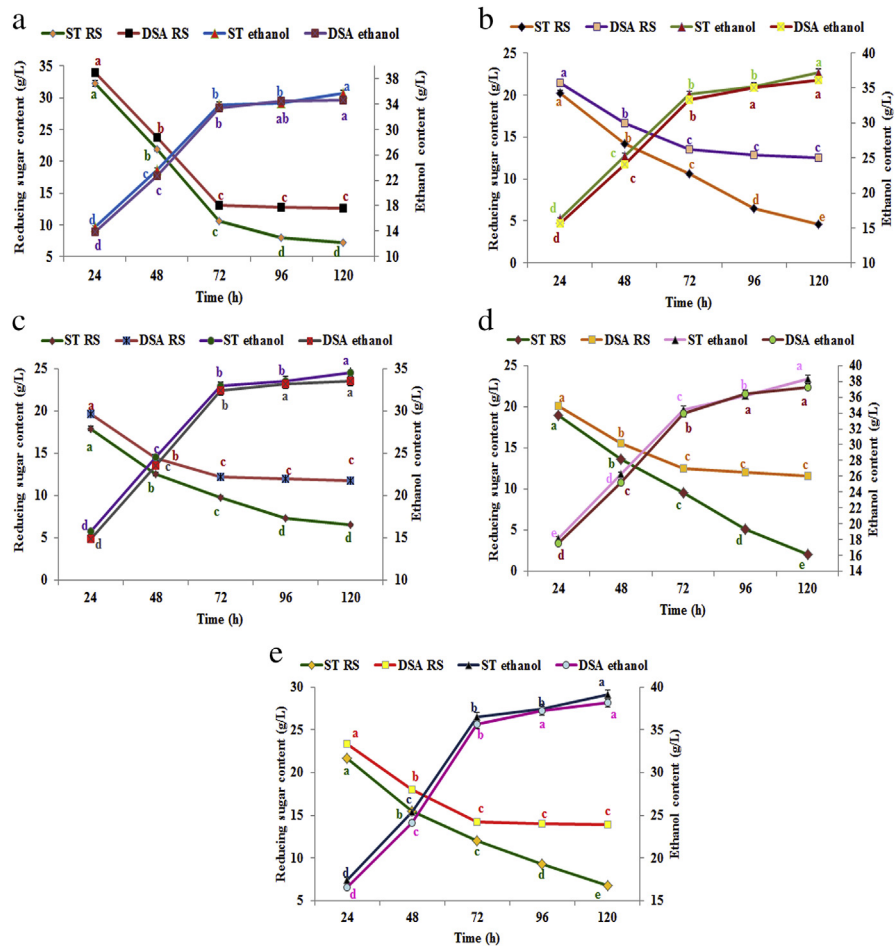 a
ST RS DSA RS ST ethanol DSA ethanol
Reducing sugar content (g/L)
35
30
25
20
15
10
5
0
a
a
b
b
c
c
c
c
d
d
d
c
b
b
a
d
c
b
ab
a
38
34
30
26
22
18
14
10
Ethanol content (g/L)
24 48 72 96 120
Time (h)
b
ST RS DSA RS ST ethanol DSA ethanol
Reducing sugar content (g/L)
25
20
15
10
5
0
a
a
b
b
c
c
c
c
d
e
d
c
b
b
a
d
c
b
a
a
40
35
30
25
20
15
10
Ethanol content (g/L)
24 48 72 96 120
Time (h)
c
ST RS DSA RS ST ethanol DSA ethanol
Reducing sugar content (g/L)
25
20
15
10
5
0
a
a
b
b
c
c
c
c
d
d
d
c
b
b
a
d
c
b
a
a
35
30
25
20
15
10
Ethanol content (g/L)
24 48 72 96 120
Time (h)
d
ST RS DSA RS ST ethanol DSA ethanol
Reducing sugar content (g/L)
25
20
15
10
5
0
a
a
b
b
c
c
c
c
d
e
e
d
c
b
a
d
c
b
a
a
40
38
36
34
32
30
28
26
24
22
20
18
16
14
Ethanol content (g/L)
24 48 72 96 120
Time (h)
e
ST RS DSA RS ST ethanol DSA ethanol
Reducing sugar content (g/L)
30
25
20
15
10
5
a
a
b
b
c
c
c
c
d
e
d
c
b
b
a
d
c
b
a
a
40
35
30
25
20
15
Ethanol content (g/L)
24 48 72 96 120
Time (h)